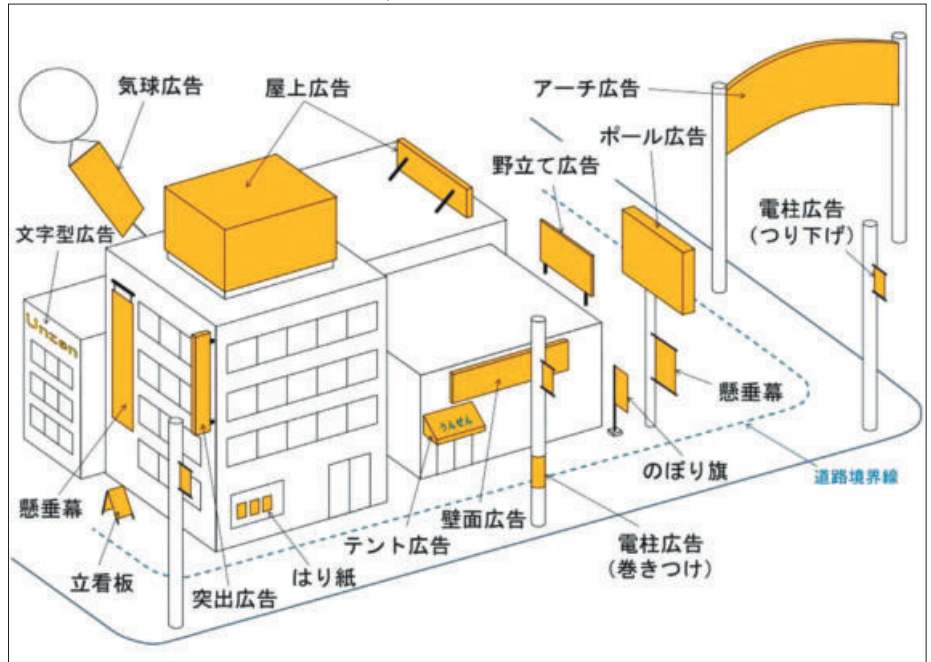 気球広告
屋上広告
アーチ広告
ポール広告
野立て広告
電柱広告
(つり下げ)
文字型広告
Unzen
うんぜん
懸垂幕
のぼり旗
道路境界線
懸垂幕
壁面広告
テント広告
電柱広告
(巻きつけ)
立看板
はり紙
突出広告